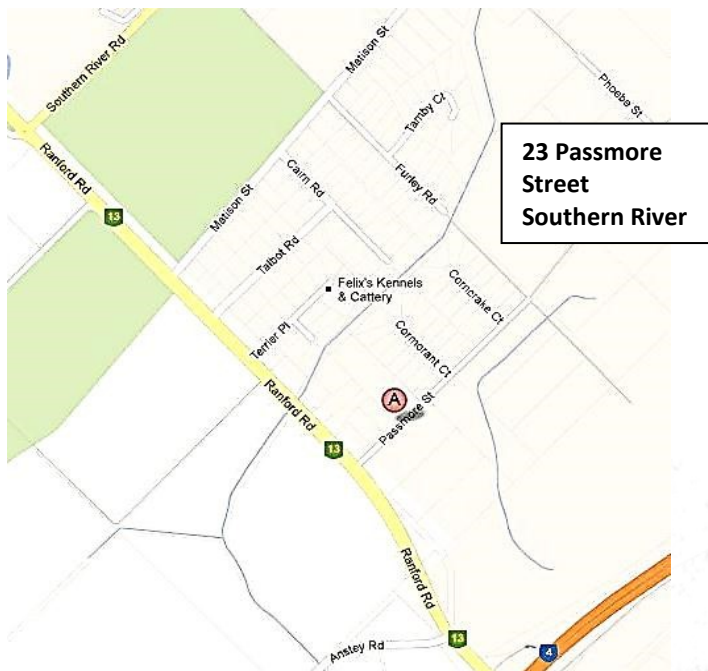 Southern River Rd
Matison St
Phoebe St
Tamby Ct
23 Passmore
Street
Southern River
Ranford Rd
Cairn Rd
Furley Rd
13
Matison St
Talbot Rd
Felix's Kennels
& Cattery
Corncrake Ct
Terrier Pl
Cormorant Ct
A
Ranford Rd
Passmore St
13
Ranford Rd
Anstey Rd
13
4